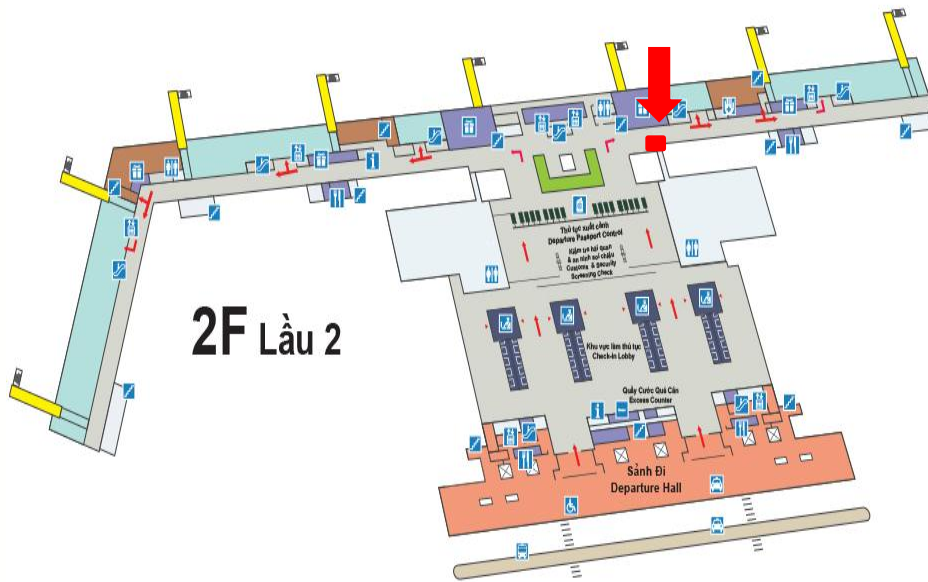 Thủ tục xuất cảnh
Departure Passport Control
Kiểm tra hải quan
& an ninh soi chiếu
Customs & Security
Screening Check
2F Lầu 2
Khu vực làm thủ tục
Check-in Lobby
Quầy Cước Quá Cân
Excess Counter
Sảnh Đi
Departure Hall